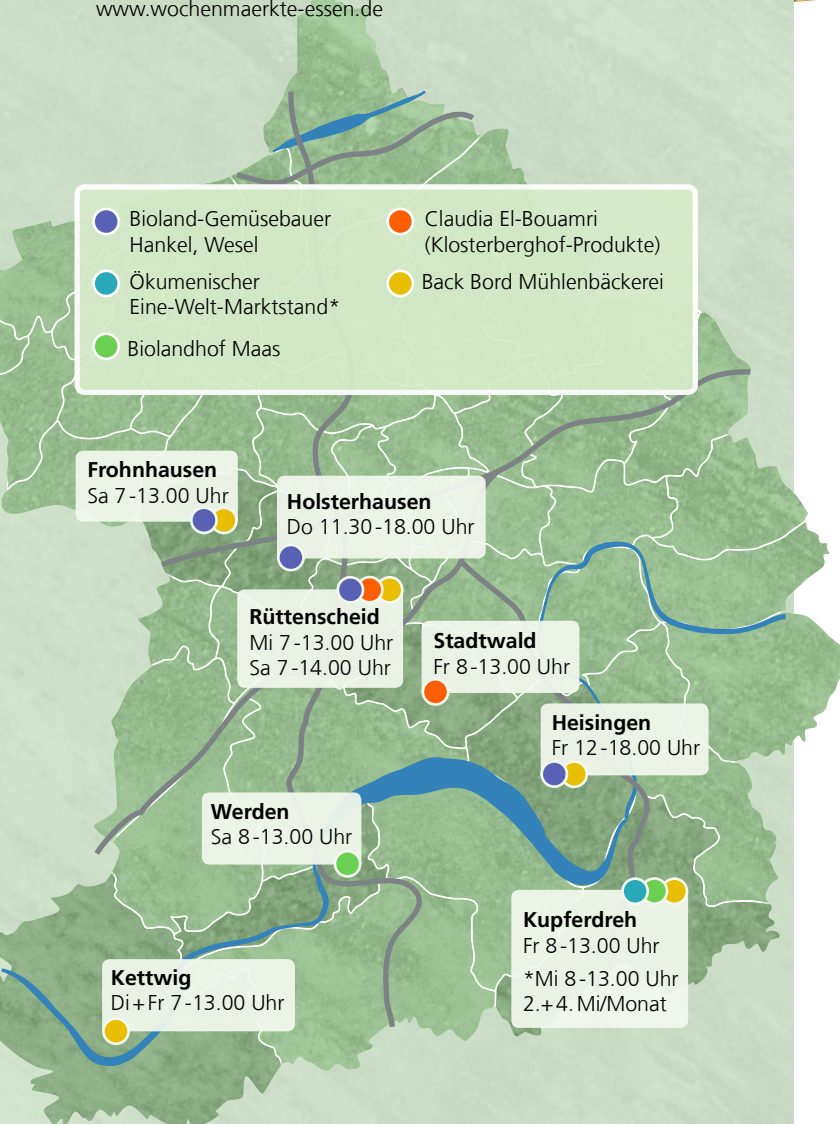 www.wochenmaerkte-essen.de
Bioland-Gemüsebauer
Hankel, Wesel
Ökumenischer
Eine-Welt-Marktstand*
Biolandhof Maas
Claudia El-Bouamri
(Klosterberghof-Produkte)
Back Bord Mühlenbäckerei
Frohnhausen
Sa 7-13.00 Uhr
Holsterhausen
Do 11.30-18.00 Uhr
Rüttenscheid
Mi 7-13.00 Uhr
Sa 7-14.00 Uhr
Stadtwald
Fr 8-13.00 Uhr
Heisingen
Fr 12-18.00 Uhr
Werden
Sa 8-13.00 Uhr
Kupferdreh
Fr 8-13.00 Uhr
*Mi 8-13.00 Uhr
2.+4. Mi/Monat
Kettwig
Di+Fr 7-13.00 Uhr